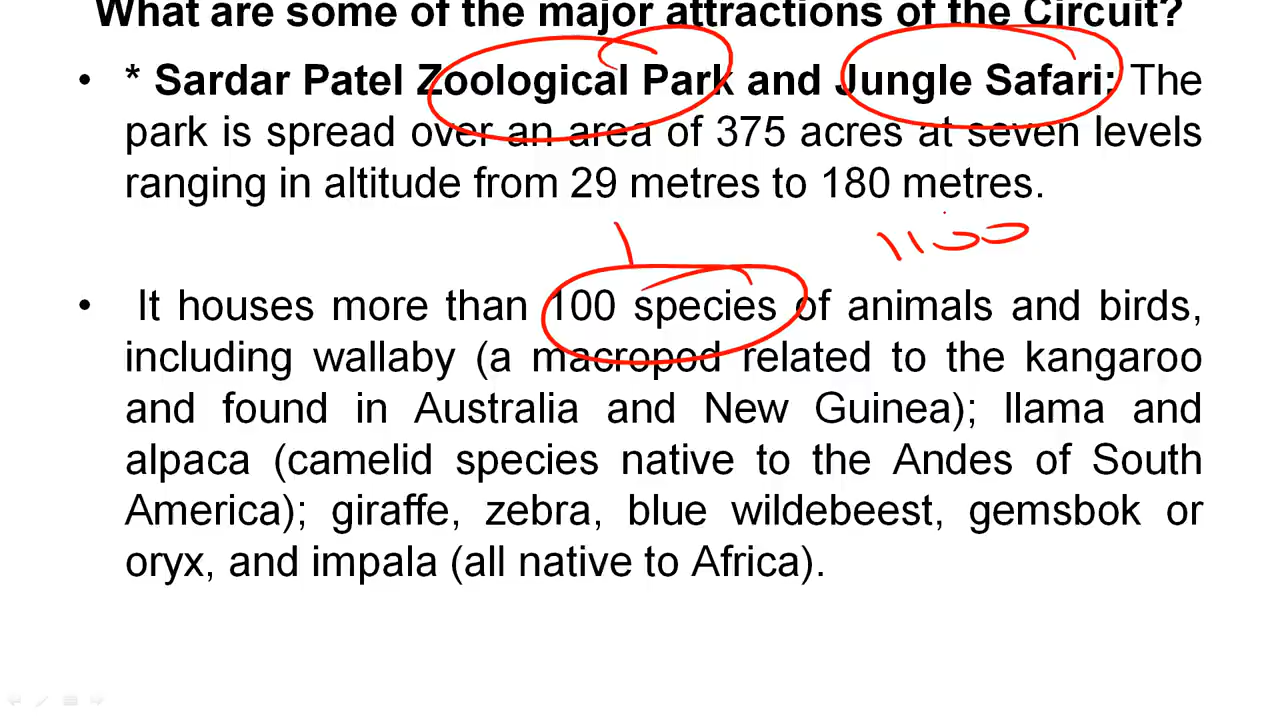 What are some of the major attractions of the Circuit?
• * Sardar Patel Zoological Park and Jungle Safari: The
park is spread over an area of 375 acres at seven levels
ranging in altitude from 29 metres to 180 metres.
1100
• It houses more than 100 species of animals and birds,
including wallaby (a macropod related to the kangaroo
and found in Australia and New Guinea); llama and
alpaca (camelid species native to the Andes of South
America); giraffe, zebra, blue wildebeest, gemsbok or
oryx, and impala (all native to Africa).